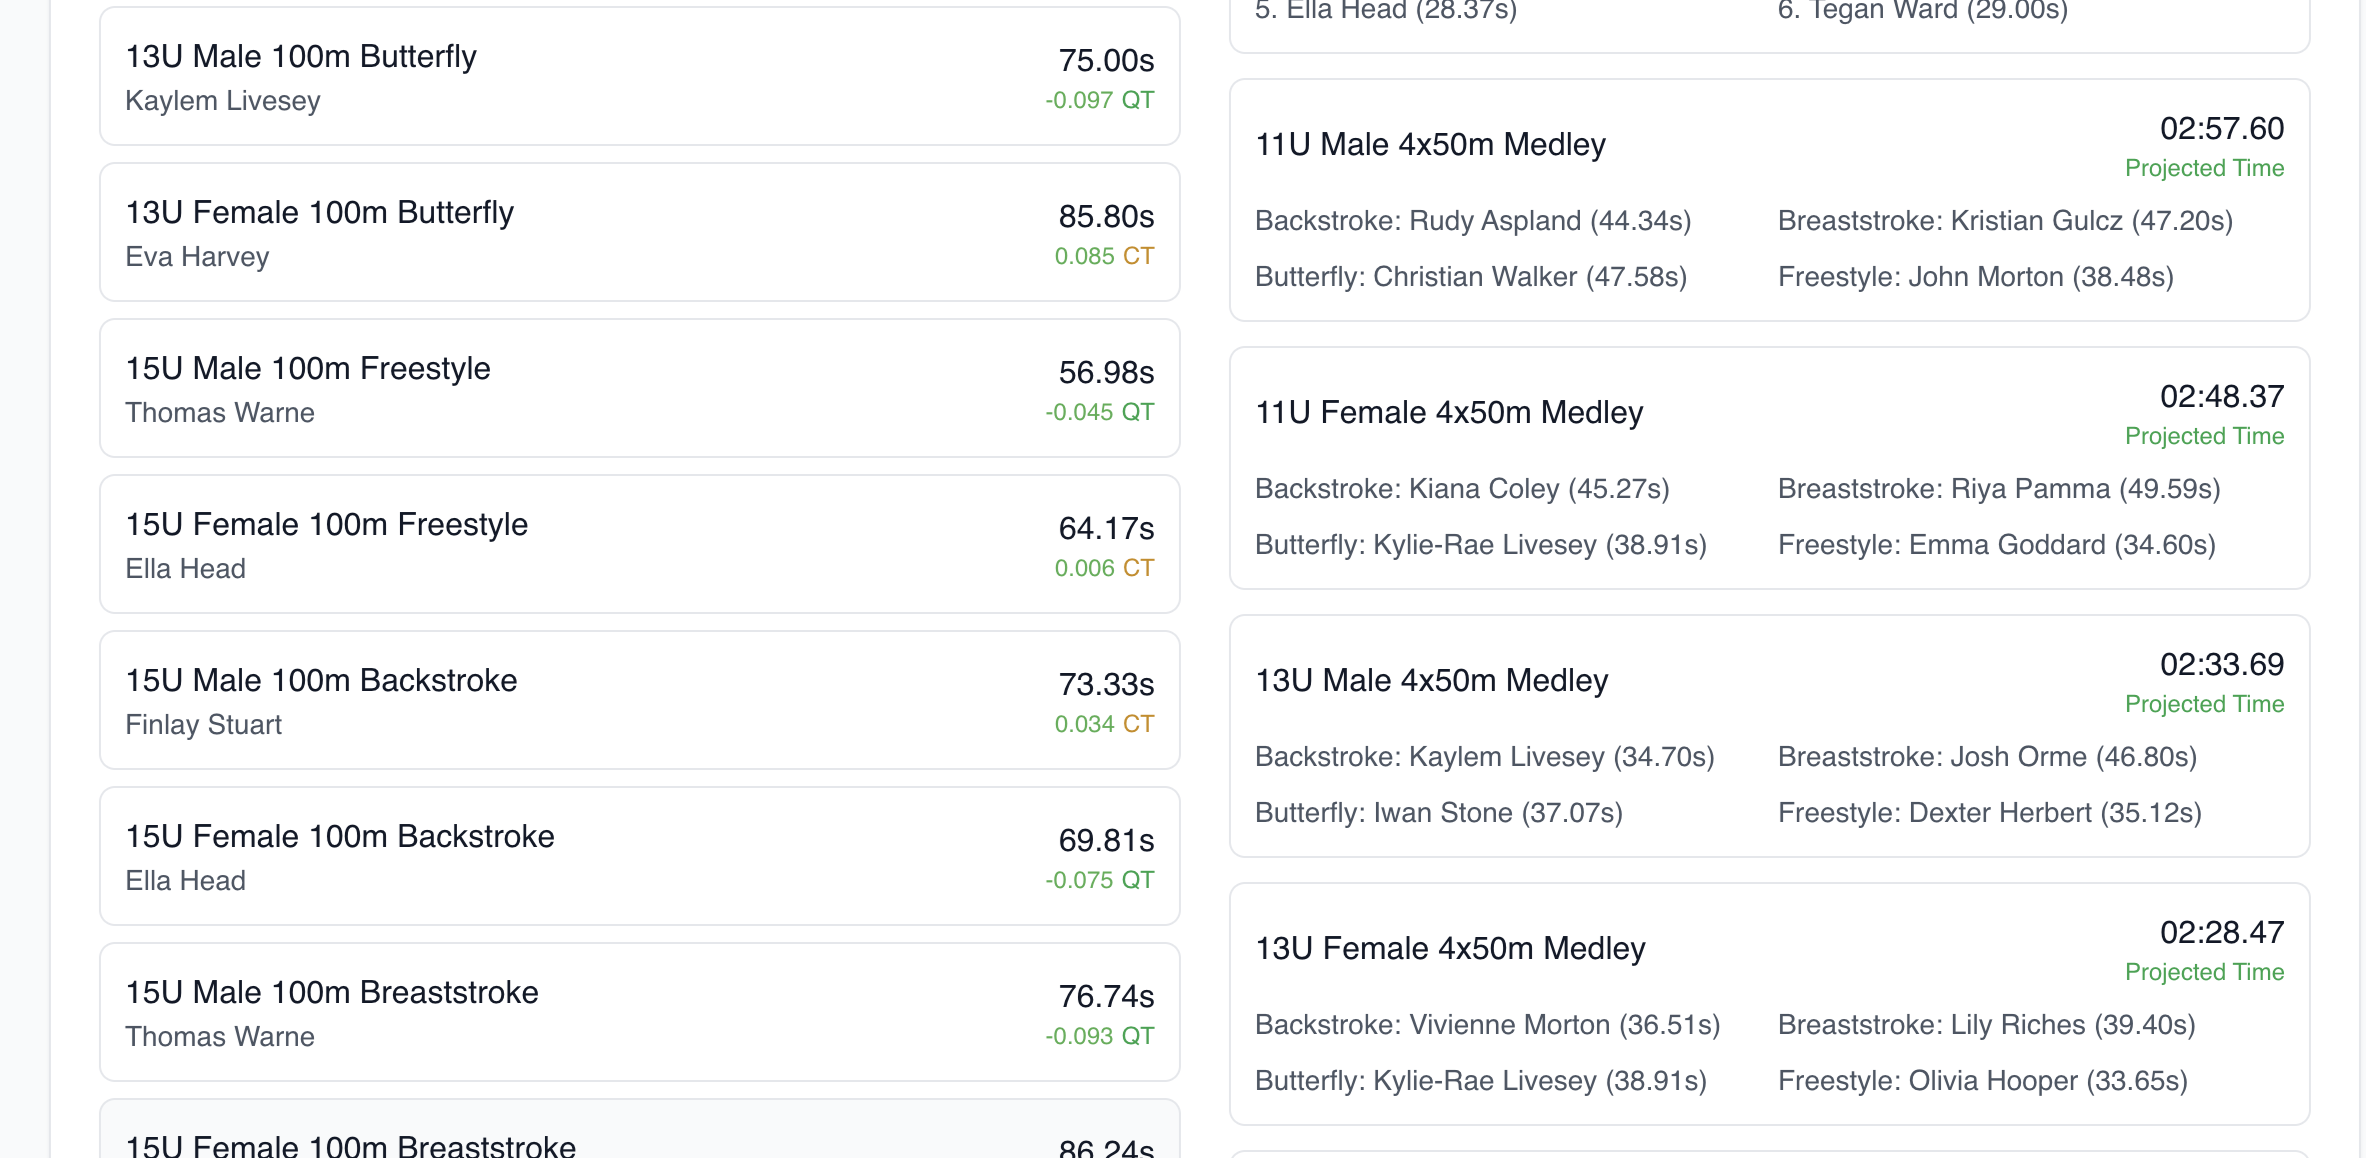 13U Male 100m Butterfly
75.00s
Kaylem Livesey
-0.097 QT
13U Female 100m Butterfly
85.80s
Eva Harvey
0.085 CT
15U Male 100m Freestyle
56.98s
Thomas Warne
-0.045 QT
15U Female 100m Freestyle
64.17s
Ella Head
0.006 CT
15U Male 100m Backstroke
73.33s
Finlay Stuart
0.034 CT
15U Female 100m Backstroke
69.81s
Ella Head
-0.075 QT
15U Male 100m Breaststroke
76.74s
Thomas Warne
-0.093 QT
15U Female 100m Breaststroke
86.24s
5. Ella Head (28.37s)
6. Tegan Ward (29.00s)
11U Male 4x50m Medley
02:57.60
Projected Time
Backstroke: Rudy Aspland (44.34s)
Breaststroke: Kristian Gulcz (47.20s)
Butterfly: Christian Walker (47.58s)
Freestyle: John Morton (38.48s)
11U Female 4x50m Medley
02:48.37
Projected Time
Backstroke: Kiana Coley (45.27s)
Breaststroke: Riya Pamma (49.59s)
Butterfly: Kylie-Rae Livesey (38.91s)
Freestyle: Emma Goddard (34.60s)
13U Male 4x50m Medley
02:33.69
Projected Time
Backstroke: Kaylem Livesey (34.70s)
Breaststroke: Josh Orme (46.80s)
Butterfly: Iwan Stone (37.07s)
Freestyle: Dexter Herbert (35.12s)
13U Female 4x50m Medley
02:28.47
Projected Time
Backstroke: Vivienne Morton (36.51s)
Breaststroke: Lily Riches (39.40s)
Butterfly: Kylie-Rae Livesey (38.91s)
Freestyle: Olivia Hooper (33.65s)